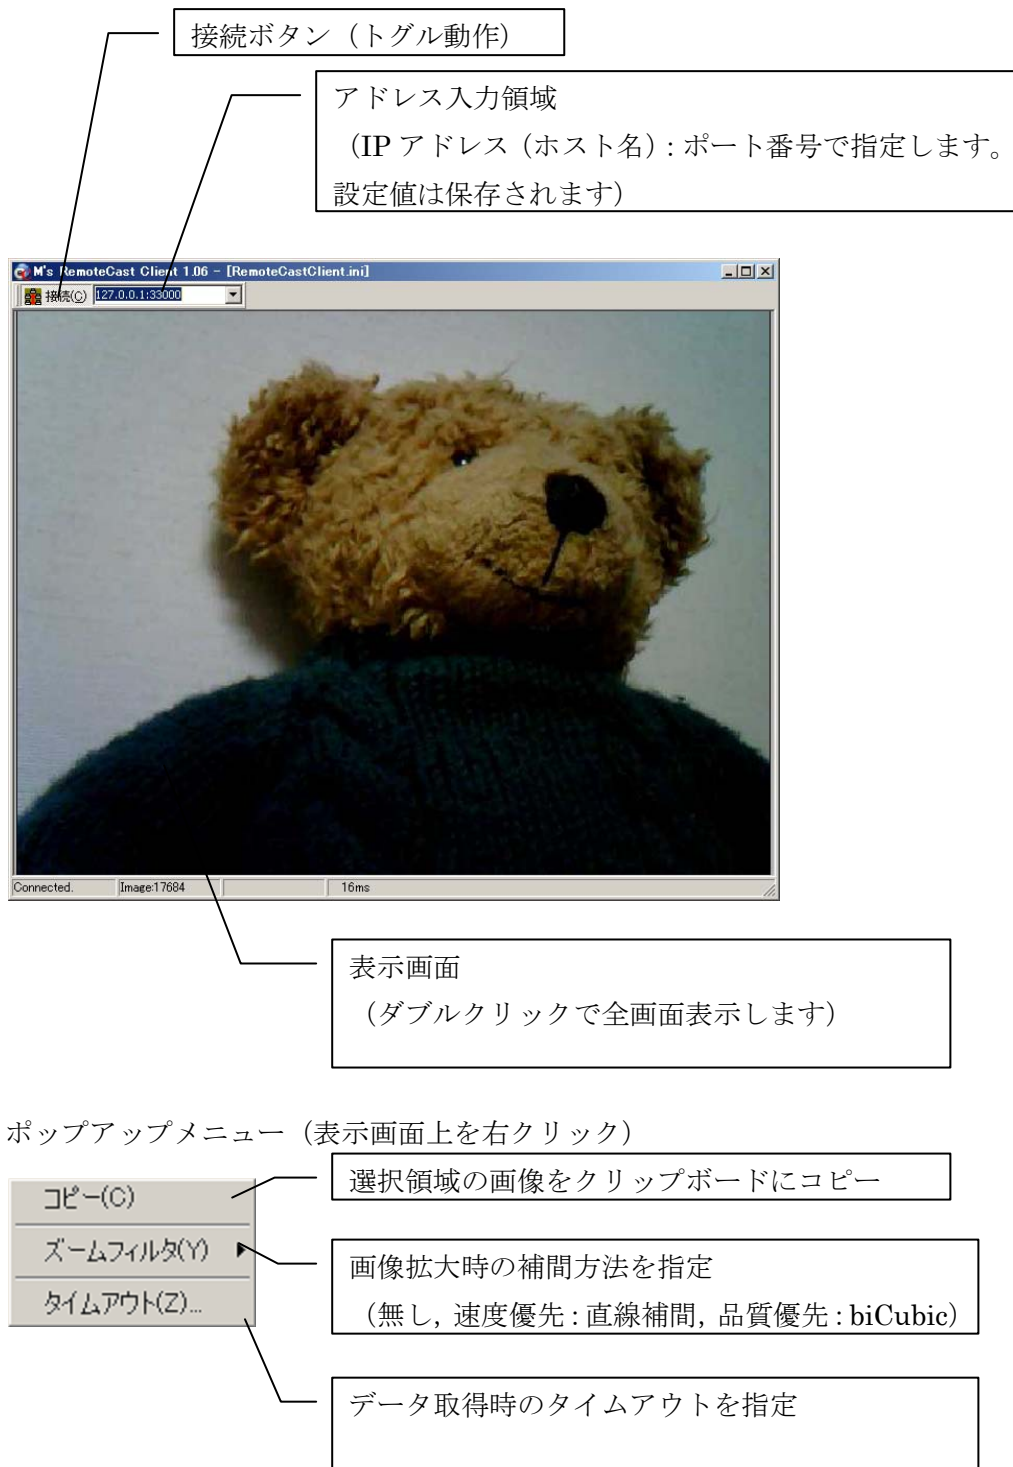 接続ボタン（トグル動作）
アドレス入力領域
（IP アドレス（ホスト名）：ポート番号で指定します。
設定値は保存されます）
M's RemoteCast Client 1.06 - [RemoteCastClient.ini]
接続(C) 127.0.0.1:33000
Connected. Image:17684 16ms
表示画面
（ダブルクリックで全画面表示します）
ポップアップメニュー（表示画面上を右クリック）
選択領域の画像をクリップボードにコピー
コピー(C)
ズームフィルタ(Y)
画像拡大時の補間方法を指定
（無し，速度優先：直線補間，品質優先：biCubic）
タイムアウト(Z)...
データ取得時のタイムアウトを指定